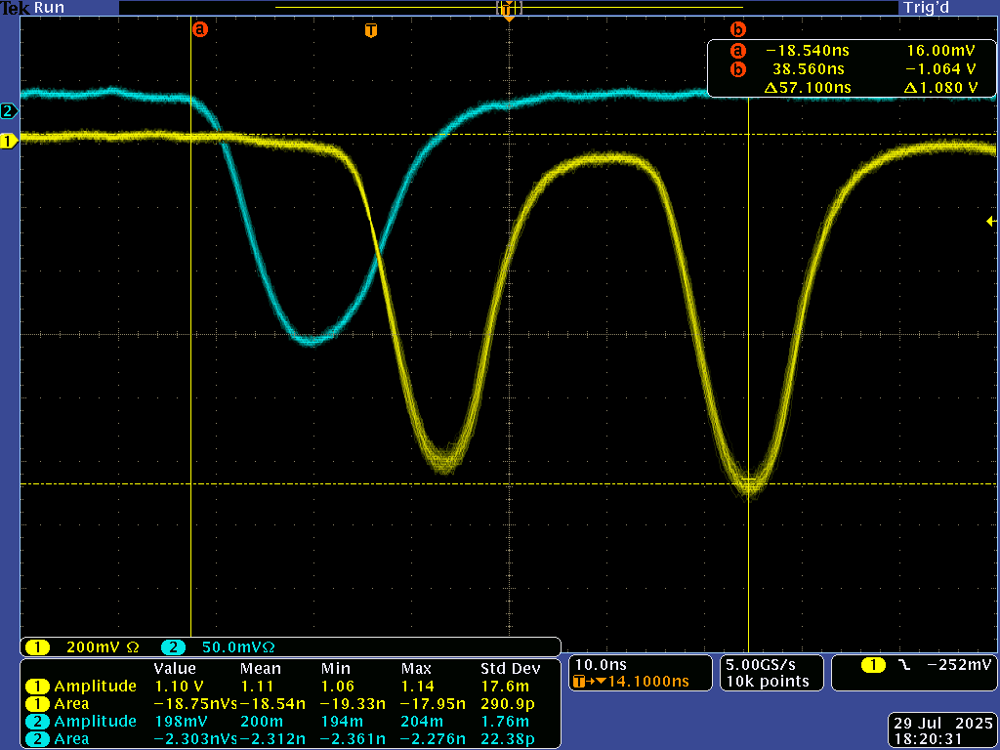 Tek Run Trig'd
a T T b
a −18.540ns 16.00mV
b 38.560ns −1.064 V
Δ57.100ns Δ1.080 V
2
1
1 200mV Ω 2 50.0mVΩ
Value Mean Min Max Std Dev
1 Amplitude 1.10 V 1.11 1.06 1.14 17.6m
1 Area −18.75nVs −18.54n −19.33n −17.95n 290.9p
2 Amplitude 198mV 200m 194m 204m 1.76m
2 Area −2.303nVs −2.312n −2.361n −2.276n 22.38p
10.0ns
T→▼14.1000ns
5.00GS/s
10k points
1 −252mV
29 Jul 2025
18:20:31